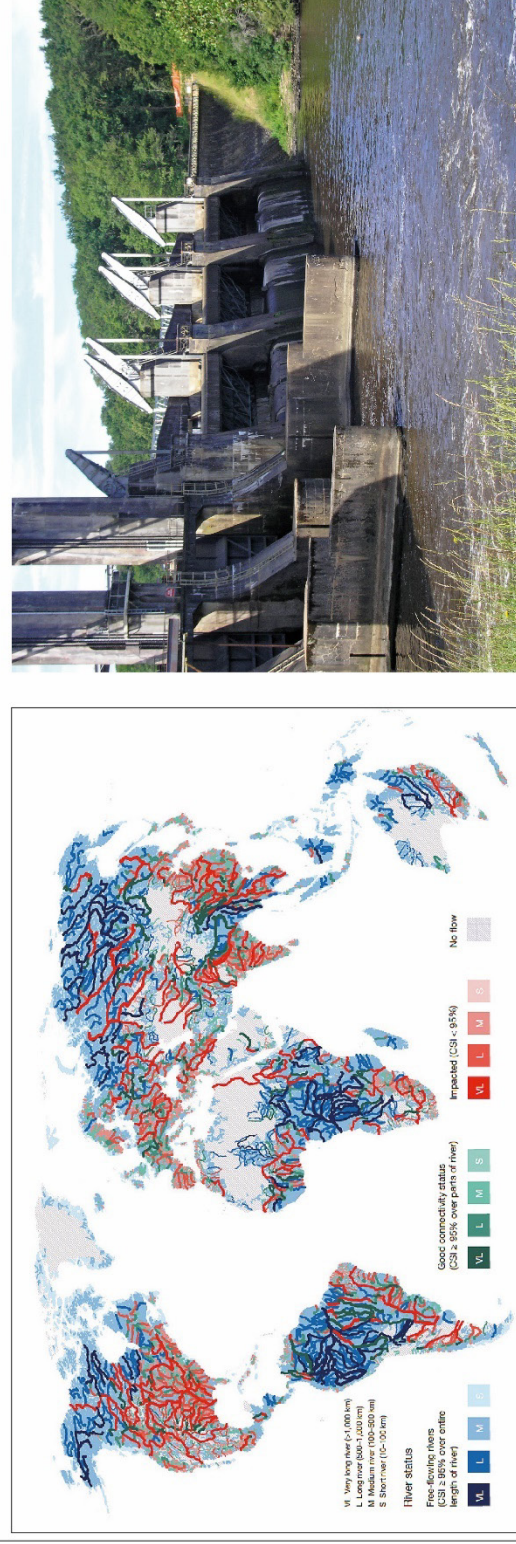 VL Very long river (>1,000 km)
L Long river (500–1,000 km)
M Medium river (100–500 km)
S Short river (10–100 km)
River status
Free-flowing rivers
(CSI ≥ 95% over entire
length of river)
VL L M S
Good connectivity status
(CSI ≥ 95% over parts of river)
VL L M S
Impacted (CSI < 95%)
VL L M S
No flow